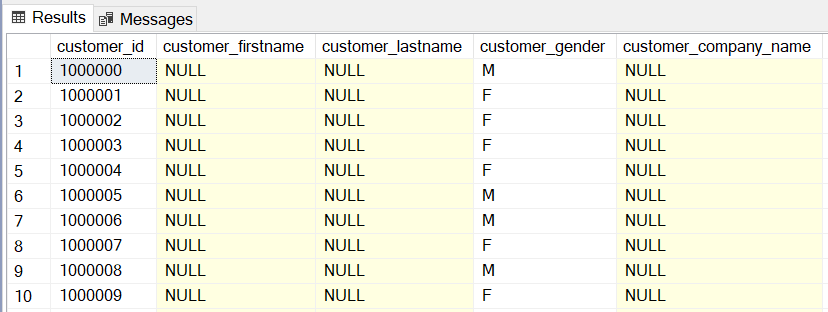 Results Messages
customer_id customer_firstname customer_lastname customer_gender customer_company_name
1 1000000 NULL NULL M NULL
2 1000001 NULL NULL F NULL
3 1000002 NULL NULL F NULL
4 1000003 NULL NULL F NULL
5 1000004 NULL NULL F NULL
6 1000005 NULL NULL M NULL
7 1000006 NULL NULL M NULL
8 1000007 NULL NULL F NULL
9 1000008 NULL NULL M NULL
10 1000009 NULL NULL F NULL